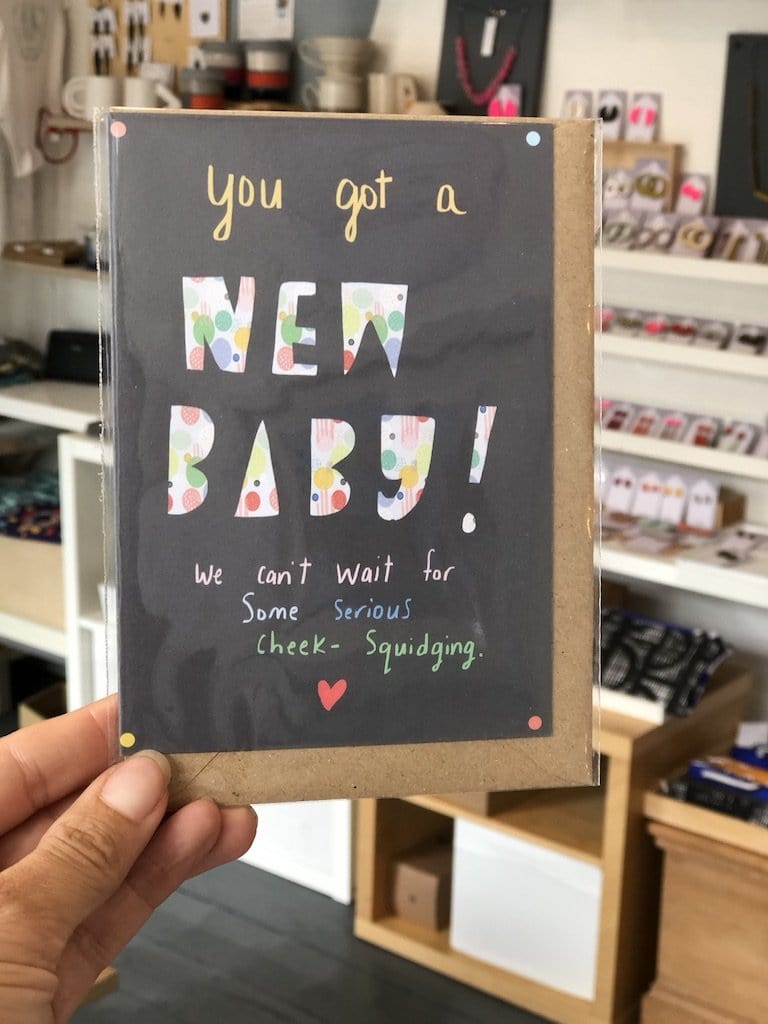 you got a
NEW
BABY!
We can't wait for
Some serious
cheek- Squidging.